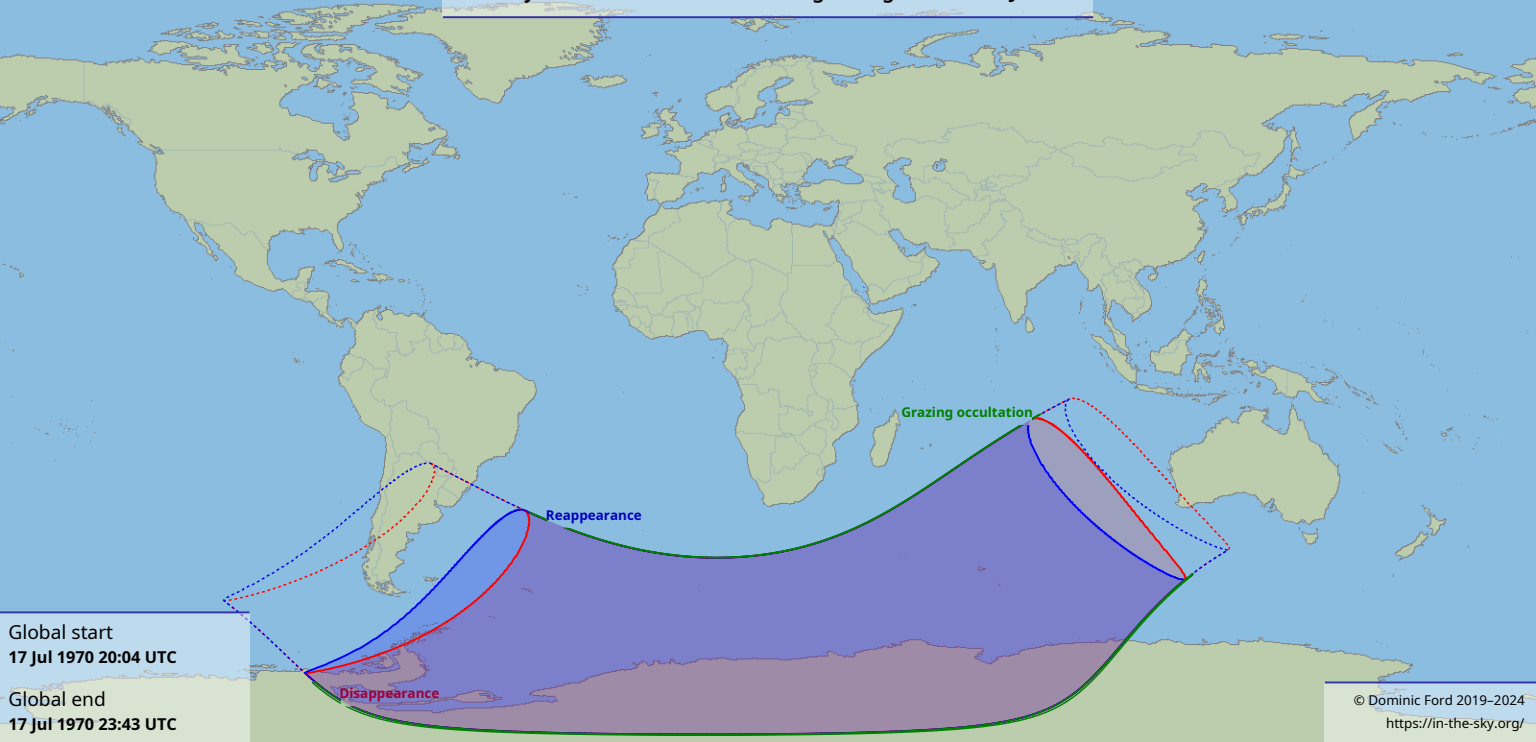 Grazing occultation
Reappearance
Disappearance
Global start
17 Jul 1970 20:04 UTC
Global end
17 Jul 1970 23:43 UTC
© Dominic Ford 2019–2024
https://in-the-sky.org/